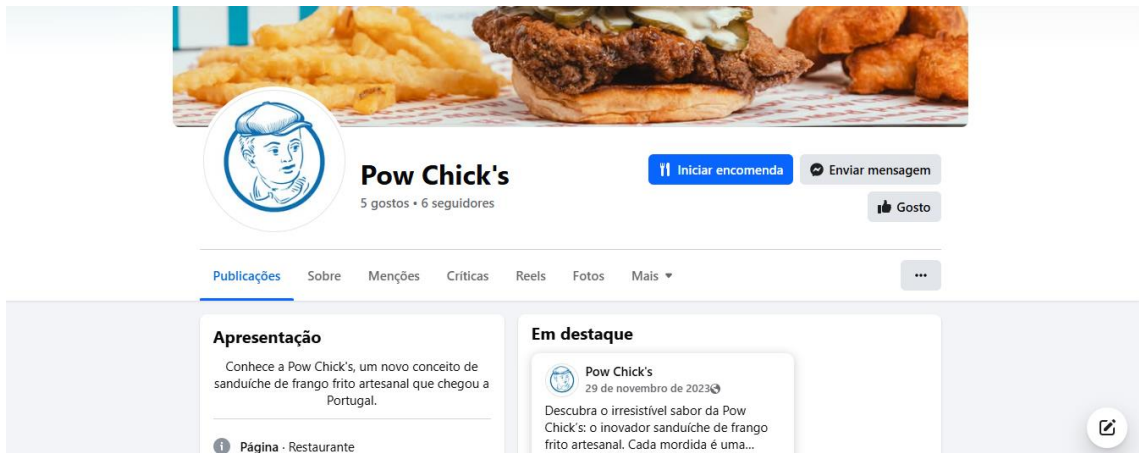 Pow Chick's
5 gostos • 6 seguidores
Iniciar encomenda
Enviar mensagem
Gosto
Publicações
Sobre
Menções
Críticas
Reels
Fotos
Mais
Apresentação
Conhece a Pow Chick's, um novo conceito de
sanduíche de frango frito artesanal que chegou a
Portugal.
Página · Restaurante
Em destaque
Pow Chick's
29 de novembro de 2023
Descubra o irresistível sabor da Pow
Chick's: o inovador sanduíche de frango
frito artesanal. Cada mordida é uma...